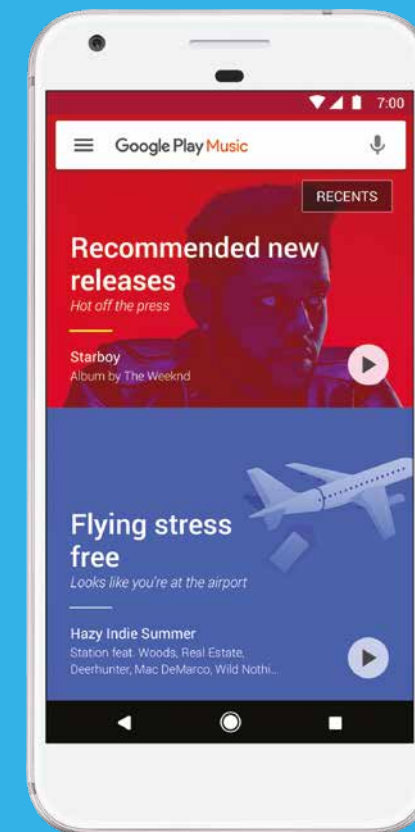 7:00
Google Play Music
RECENTS
Recommended new
releases
Hot off the press
Starboy
Album by The Weeknd
Flying stress
free
Looks like you're at the airport
Hazy Indie Summer
Station feat. Woods, Real Estate,
Deerhunter, Mac DeMarco, Wild Nothi...